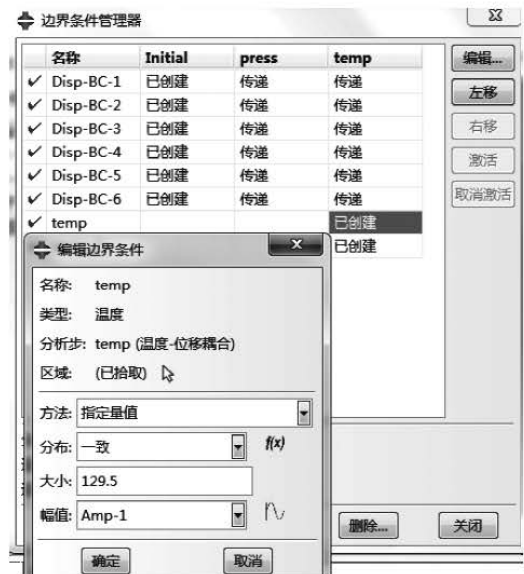 边界条件管理器
名称 Initial press temp
✓ Disp-BC-1 已创建 传递 传递
✓ Disp-BC-2 已创建 传递 传递
✓ Disp-BC-3 已创建 传递 传递
✓ Disp-BC-4 已创建 传递 传递
✓ Disp-BC-5 已创建 传递 传递
✓ Disp-BC-6 已创建 传递 传递
✓ temp 已创建
已创建
编辑...
左移
右移
激活
取消激活
编辑边界条件
名称: temp
类型: 温度
分析步: temp (温度-位移耦合)
区域: (已拾取)
方法: 指定量值
分布: 一致 f(x)
大小: 129.5
幅值: Amp-1
确定 取消
删除... 关闭